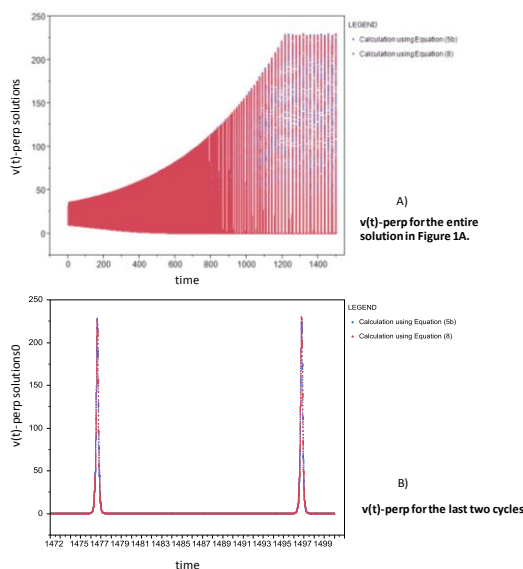 250
200
150
100
50
0
v(t)-perp solutions
0 200 400 600 800 1000 1200 1400
time
LEGEND
Calculation using Equation (5b)
Calculation using Equation (8)
A)
v(t)-perp for the entire
solution in Figure 1A.
250
200
150
100
50
0
v(t)-perp solutions0
1472 1475 1477 1479 1481 1483 1485 1487 1489 1491 1493 1495 1497 1499
time
LEGEND
Calculation using Equation (5b)
Calculation using Equation (8)
B)
v(t)-perp for the last two cycles